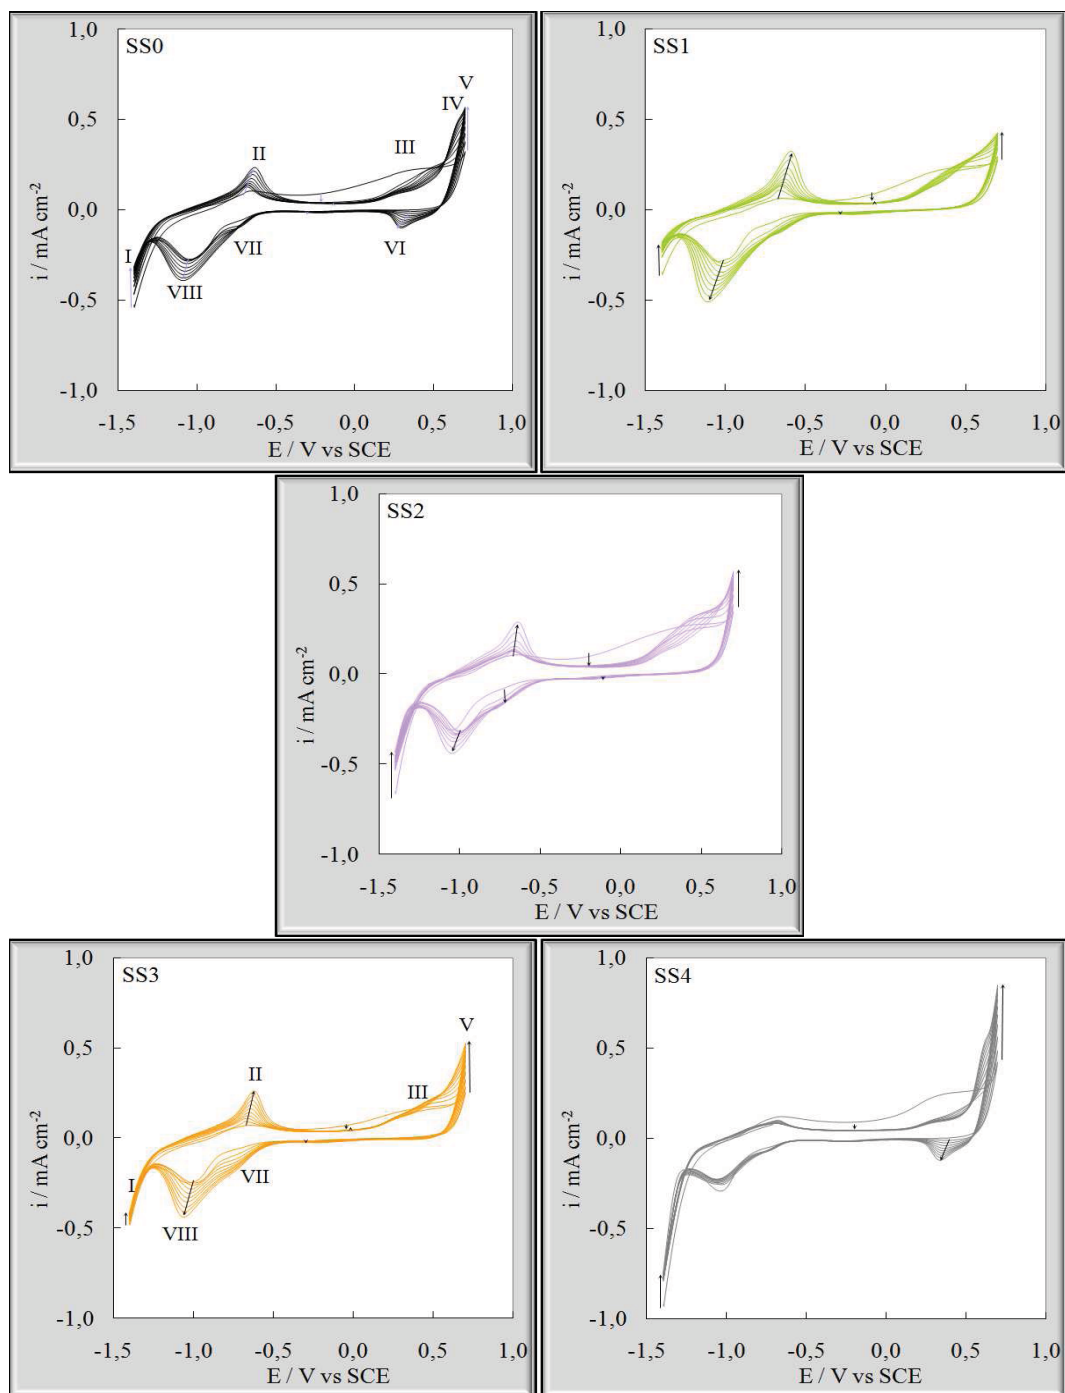 SS0
1,0
0,5
0,0
-0,5
-1,0
i / mA cm-2
I
II
III
IV
V
VI
VII
VIII
-1,5 -1,0 -0,5 0,0 0,5 1,0
E / V vs SCE
SS1
1,0
0,5
0,0
-0,5
-1,0
i / mA cm-2
-1,5 -1,0 -0,5 0,0 0,5 1,0
E / V vs SCE
SS2
1,0
0,5
0,0
-0,5
-1,0
i / mA cm-2
-1,5 -1,0 -0,5 0,0 0,5 1,0
E / V vs SCE
SS3
1,0
0,5
0,0
-0,5
-1,0
i / mA cm-2
I
II
III
V
VII
VIII
-1,5 -1,0 -0,5 0,0 0,5 1,0
E / V vs SCE
SS4
1,0
0,5
0,0
-0,5
-1,0
i / mA cm-2
-1,5 -1,0 -0,5 0,0 0,5 1,0
E / V vs SCE